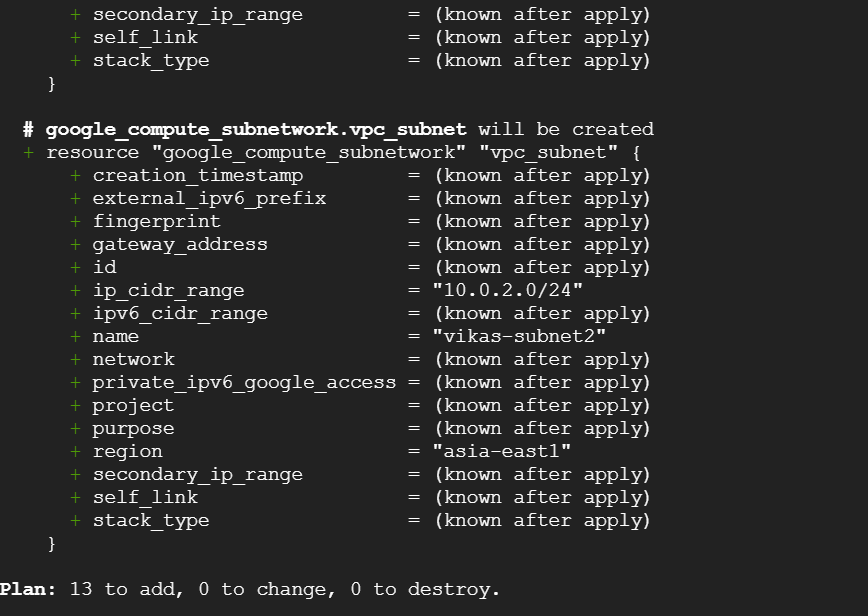 + secondary_ip_range = (known after apply)
+ self_link = (known after apply)
+ stack_type = (known after apply)
}
# google_compute_subnetwork.vpc_subnet will be created
+ resource "google_compute_subnetwork" "vpc_subnet" {
+ creation_timestamp = (known after apply)
+ external_ipv6_prefix = (known after apply)
+ fingerprint = (known after apply)
+ gateway_address = (known after apply)
+ id = (known after apply)
+ ip_cidr_range = "10.0.2.0/24"
+ ipv6_cidr_range = (known after apply)
+ name = "vikas-subnet2"
+ network = (known after apply)
+ private_ipv6_google_access = (known after apply)
+ project = (known after apply)
+ purpose = (known after apply)
+ region = "asia-east1"
+ secondary_ip_range = (known after apply)
+ self_link = (known after apply)
+ stack_type = (known after apply)
}
Plan: 13 to add, 0 to change, 0 to destroy.